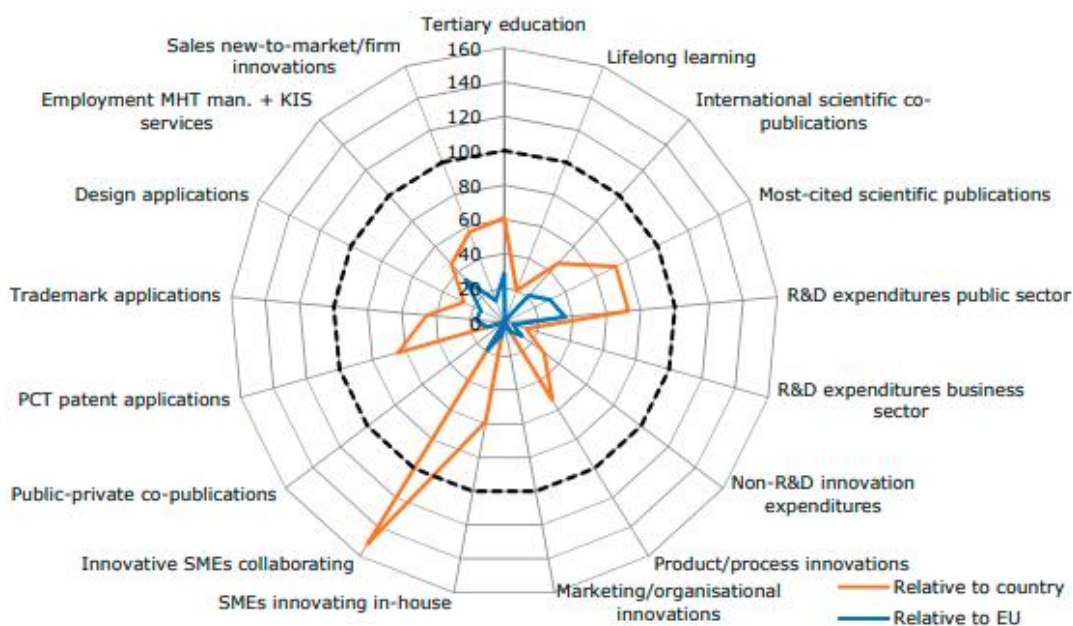 Tertiary education
Sales new-to-market/firm
innovations
160
Lifelong learning
140
Employment MHT man. + KIS
services
International scientific co-
publications
120
100
Design applications
80
Most-cited scientific publications
60
40
Trademark applications
20
R&D expenditures public sector
0
PCT patent applications
R&D expenditures business
sector
Public-private co-publications
Non-R&D innovation
expenditures
Innovative SMEs collaborating
Product/process innovations
SMEs innovating in-house
Marketing/organisational
innovations
Relative to country
Relative to EU